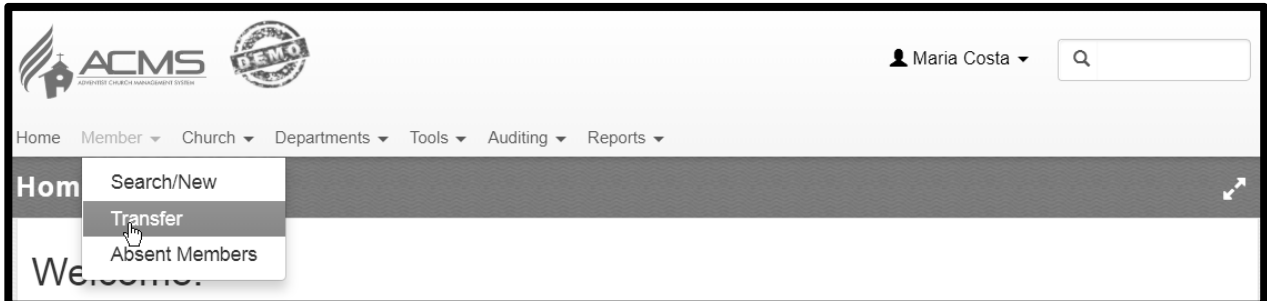 ACMS
ADVENTIST CHURCH MANAGEMENT SYSTEM
DEMO
Maria Costa
Home Member Church Departments Tools Auditing Reports
Hom
Search/New
Transfer
Absent Members
Welcome!